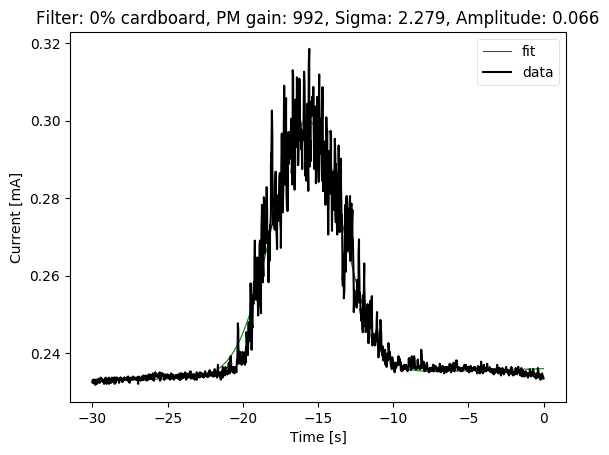 Filter: 0% cardboard, PM gain: 992, Sigma: 2.279, Amplitude: 0.066
fit
data
0.32
0.30
0.28
0.26
0.24
Current [mA]
−30
−25
−20
−15
−10
−5
0
Time [s]